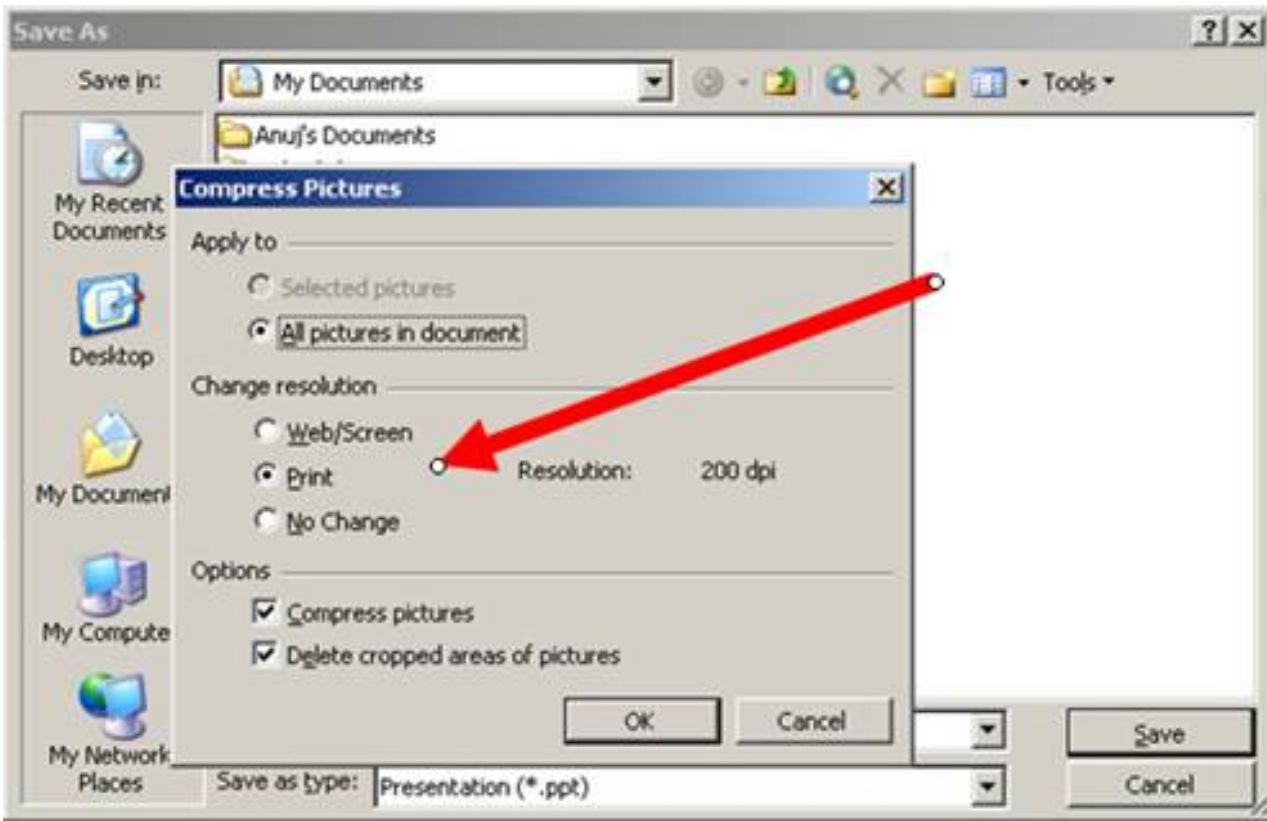 Save As
Save in: My Documents Tools
Anuj's Documents
My Recent
Documents
Desktop
My Document
My Compute
My Network
Places
Compress Pictures
Apply to
Selected pictures
All pictures in document
Change resolution
Web/Screen
Print Resolution: 200 dpi
No Change
Options
Compress pictures
Delete cropped areas of pictures
OK Cancel
Save
Save as type: Presentation (*.ppt) Cancel